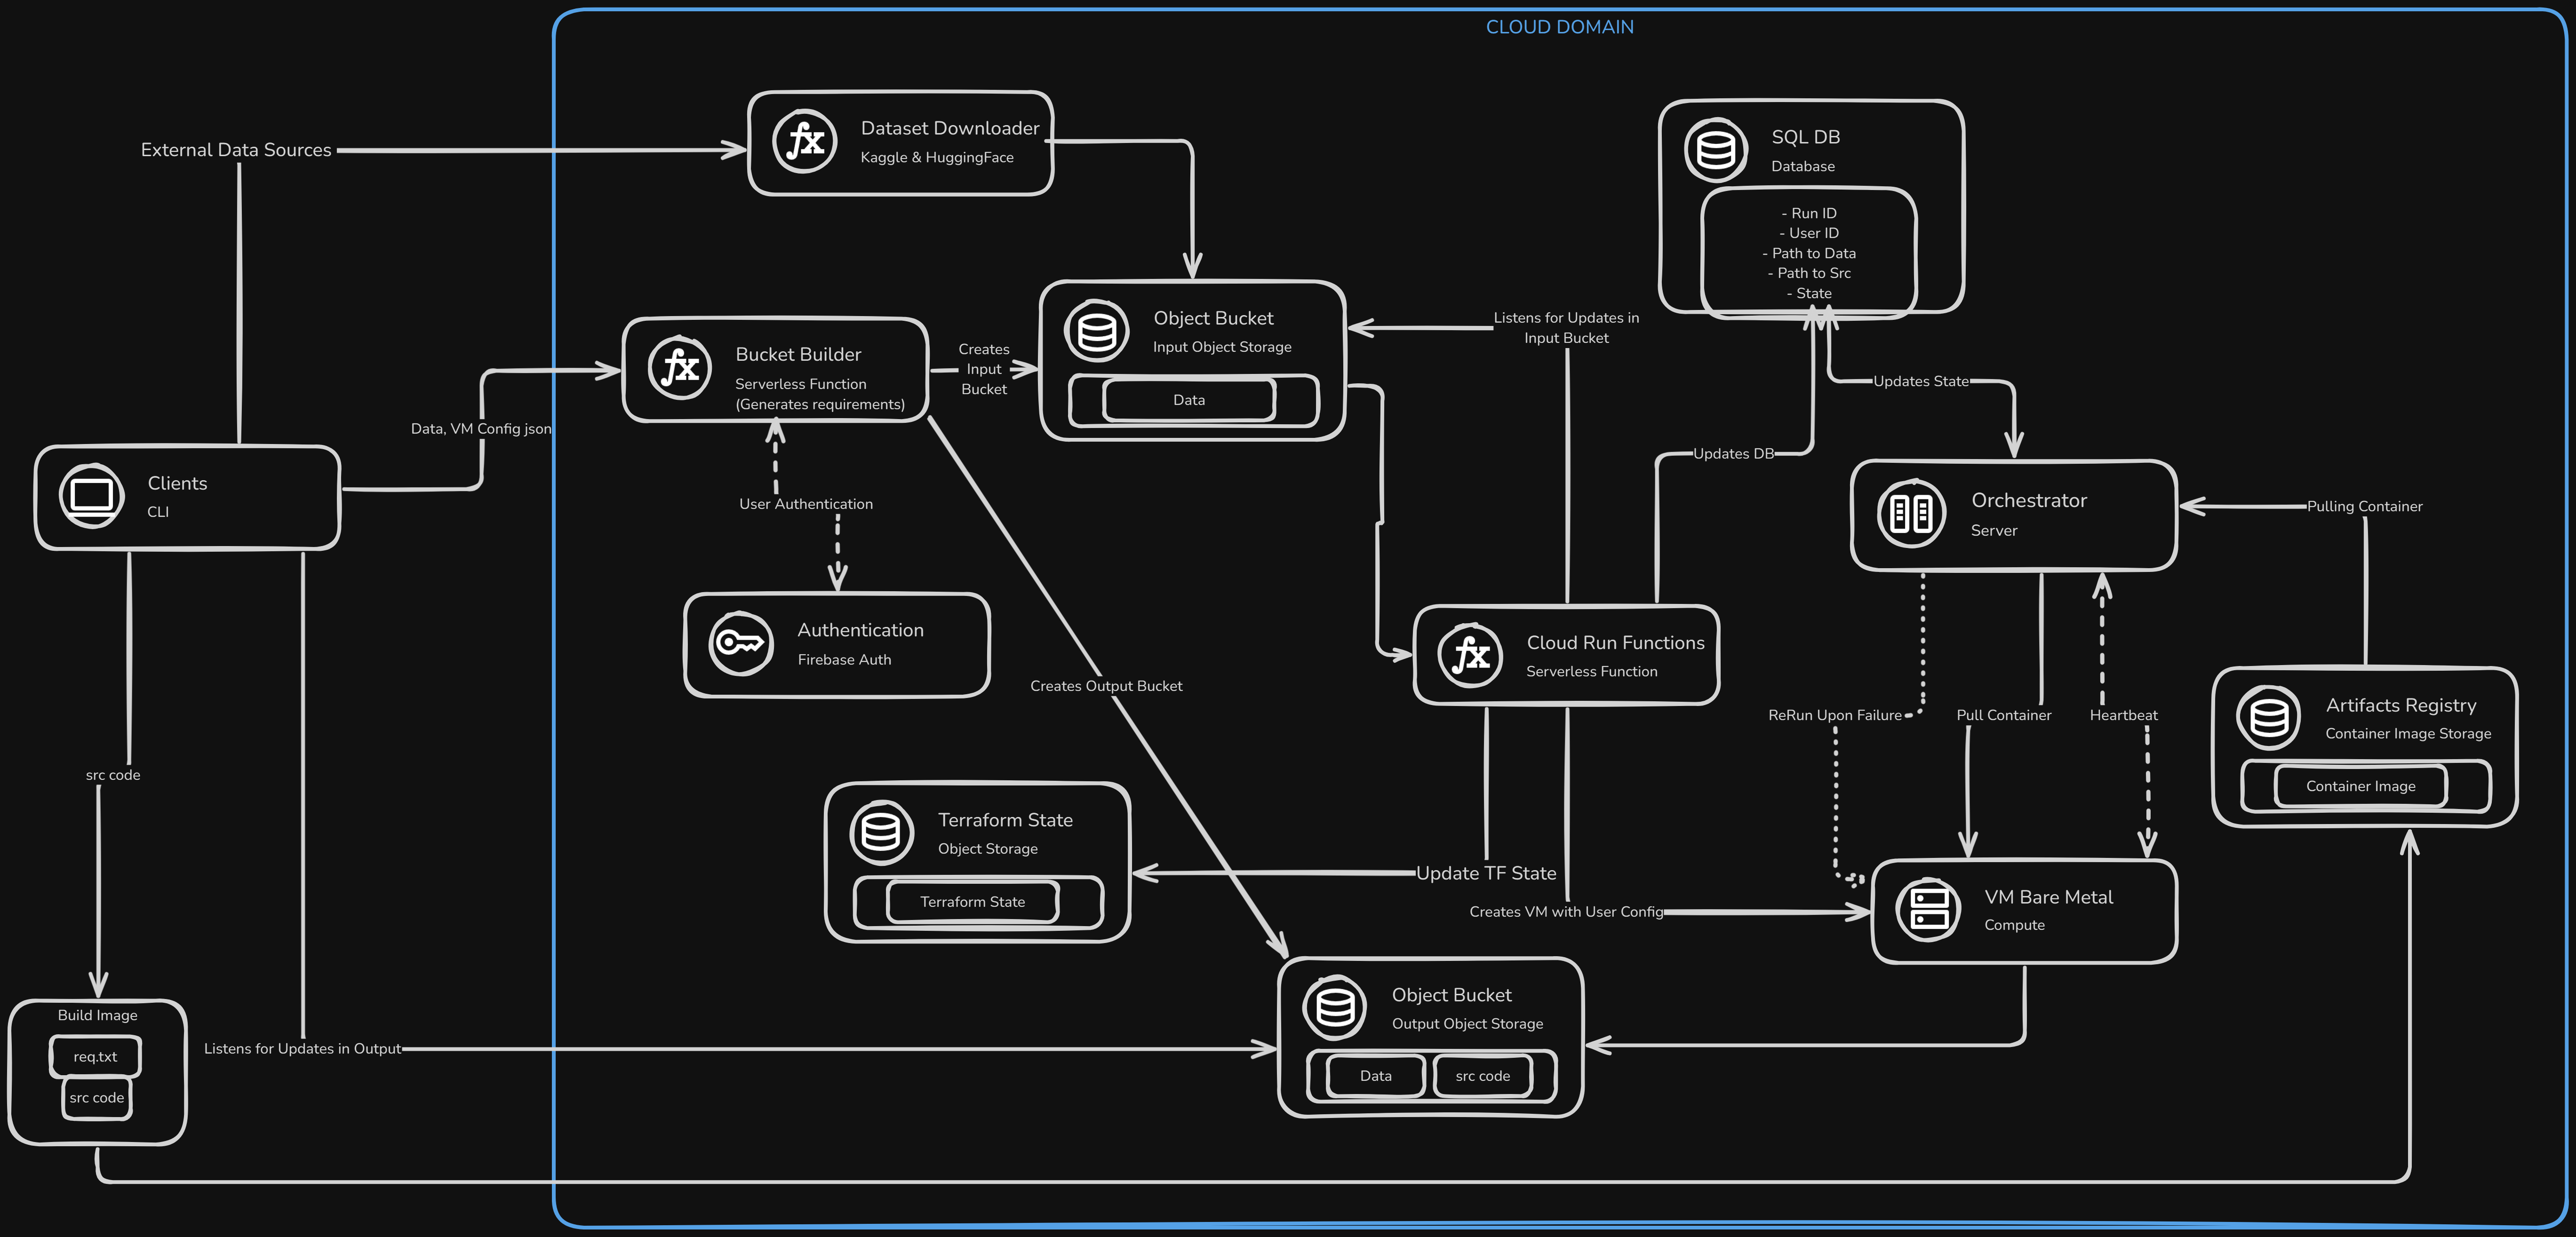 CLOUD DOMAIN
External Data Sources
Dataset Downloader
Kaggle & HuggingFace
SQL DB
Database
- Run ID
- User ID
- Path to Data
- Path to Src
- State
Bucket Builder
Serverless Function
(Generates requirements)
Creates
Input
Bucket
Object Bucket
Input Object Storage
Data
Listens for Updates in
Input Bucket
Updates State
Data, VM Config json
Updates DB
Clients
CLI
User Authentication
Orchestrator
Server
Pulling Container
Authentication
Firebase Auth
Creates Output Bucket
Cloud Run Functions
Serverless Function
ReRun Upon Failure
Pull Container
Heartbeat
Artifacts Registry
Container Image Storage
Container Image
src code
Terraform State
Object Storage
Terraform State
Update TF State
Creates VM with User Config
VM Bare Metal
Compute
Build Image
req.txt
src code
Listens for Updates in Output
Object Bucket
Output Object Storage
Data
src code